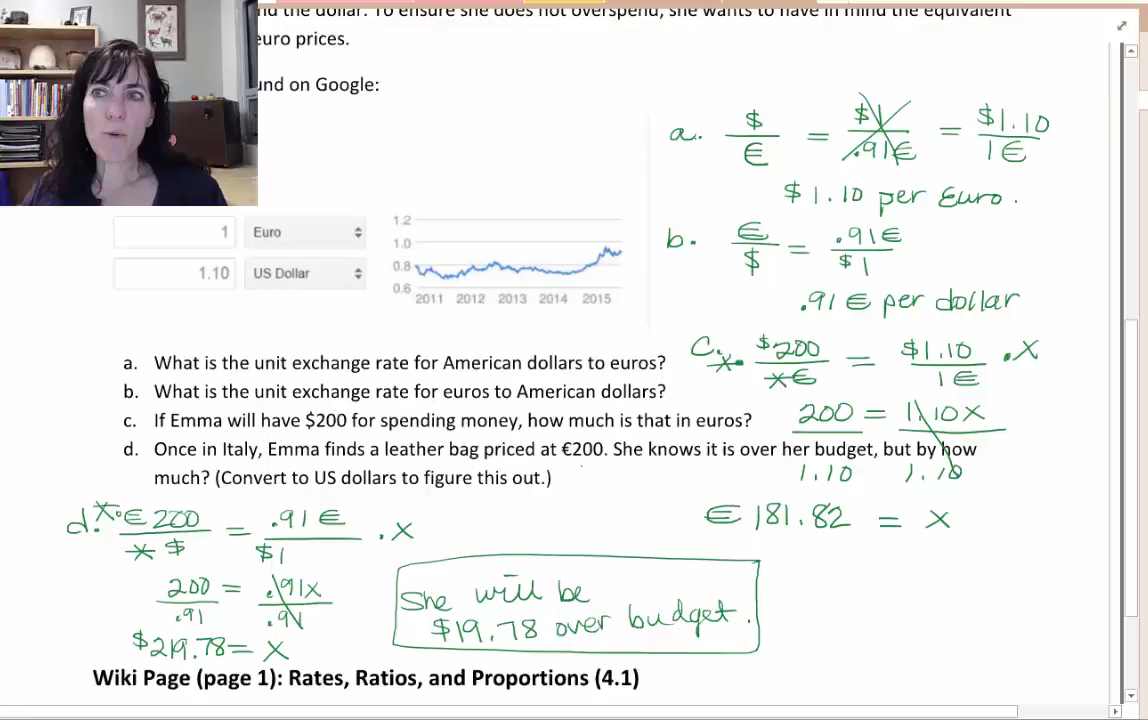 nd the dollar. To ensure she does not overspend, she wants to have in mind the equivalent
euro prices.
und on Google:
1 Euro
1.10 US Dollar
1.2
1.0
0.8
0.6
2011 2012 2013 2014 2015
a. $/€ = $1/.91€ = $1.10/1€
$1.10 per Euro.
b. €/$ = .91€/$1
.91 € per dollar
a. What is the unit exchange rate for American dollars to euros?
b. What is the unit exchange rate for euros to American dollars?
c. If Emma will have $200 for spending money, how much is that in euros?
d. Once in Italy, Emma finds a leather bag priced at €200. She knows it is over her budget, but by how
much? (Convert to US dollars to figure this out.)
C. x· $200/x€ = $1.10/1€ · x
200/1.10 = 1.10x/1.10
€ 181.82 = x
d. x· €200/x $ = .91 €/$1 · x
200/.91 = .91x/.91
$219.78 = x
She will be
$19.78 over budget.
Wiki Page (page 1): Rates, Ratios, and Proportions (4.1)